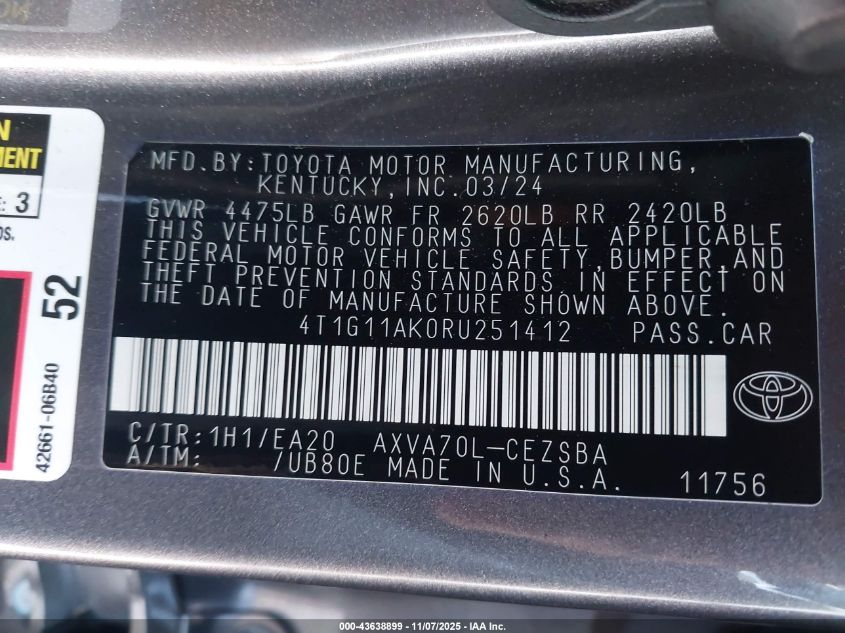 N
MENT
E: 3
OS.
52
42661-06B40
MFD.BY:TOYOTA MOTOR MANUFACTURING,
KENTUCKY, INC.03/24
GVWR 4475LB GAWR FR 2620LB RR 2420LB
THIS VEHICLE CONFORMS TO ALL APPLICABLE
FEDERAL MOTOR VEHICLE SAFETY,BUMPER,AND
THEFT PREVENTION STANDARDS IN EFFECT ON
THE DATE OF MANUFACTURE SHOWN ABOVE.
4T1G11AK0RU251412 PASS.CAR
C/TR:1H1/EA20 AXVA70L-CEZSBA
A/TM: /UB80E MADE IN U.S.A. 11756
000-43638899 - 11/07/2025 - IAA Inc.